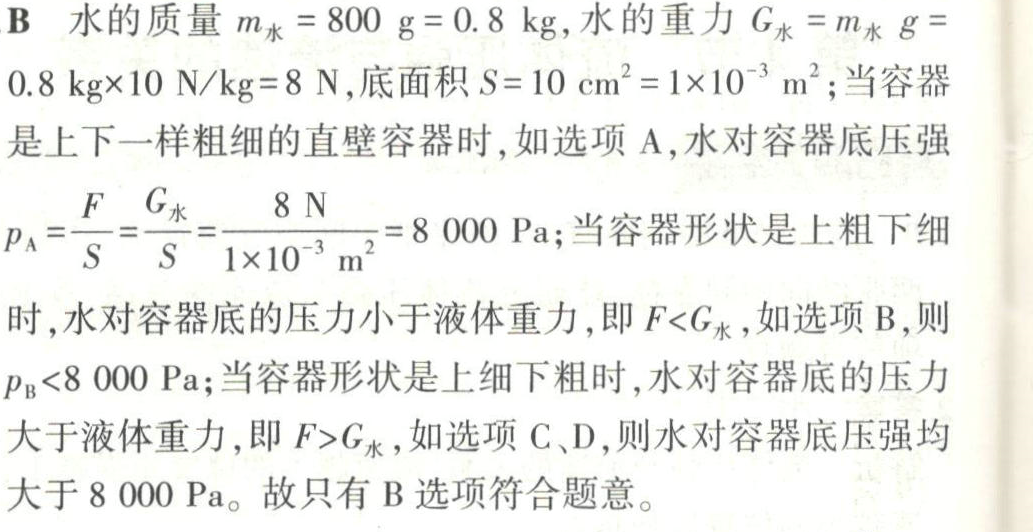 B 水的质量 m水 = 800 g = 0.8 kg,水的重力 G水 = m水 g =
0.8 kg×10 N/kg=8 N,底面积 S=10 cm²=1×10⁻³ m²;当容器
是上下一样粗细的直壁容器时,如选项 A,水对容器底压强
pA = F/S = G水/S = 8 N/(1×10⁻³ m²) = 8 000 Pa;当容器形状是上粗下细
时,水对容器底的压力小于液体重力,即 F<G水,如选项 B,则
pB<8 000 Pa;当容器形状是上细下粗时,水对容器底的压力
大于液体重力,即 F>G水,如选项 C、D,则水对容器底压强均
大于 8 000 Pa。故只有 B 选项符合题意。